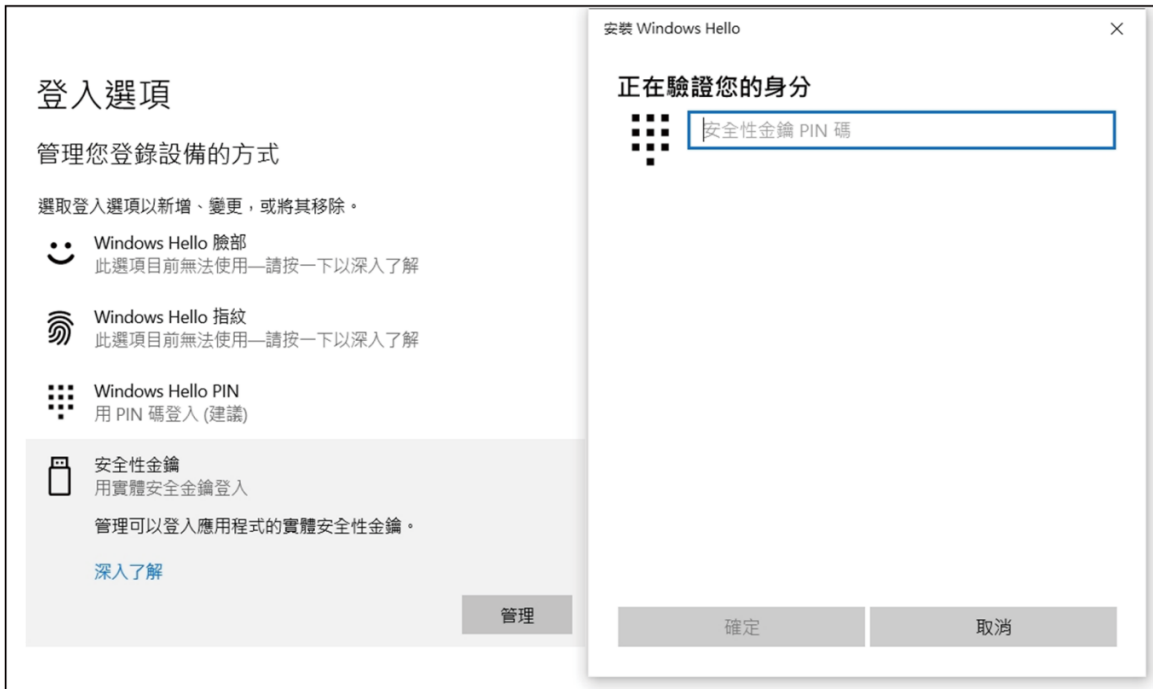 登入選項
管理您登錄設備的方式
選取登入選項以新增、變更，或將其移除。
Windows Hello 臉部
此選項目前無法使用—請按一下以深入了解
Windows Hello 指紋
此選項目前無法使用—請按一下以深入了解
Windows Hello PIN
用 PIN 碼登入 (建議)
安全性金鑰
用實體安全金鑰登入
管理可以登入應用程式的實體安全性金鑰。
深入了解
管理
安裝 Windows Hello
正在驗證您的身分
安全性金鑰 PIN 碼
確定
取消